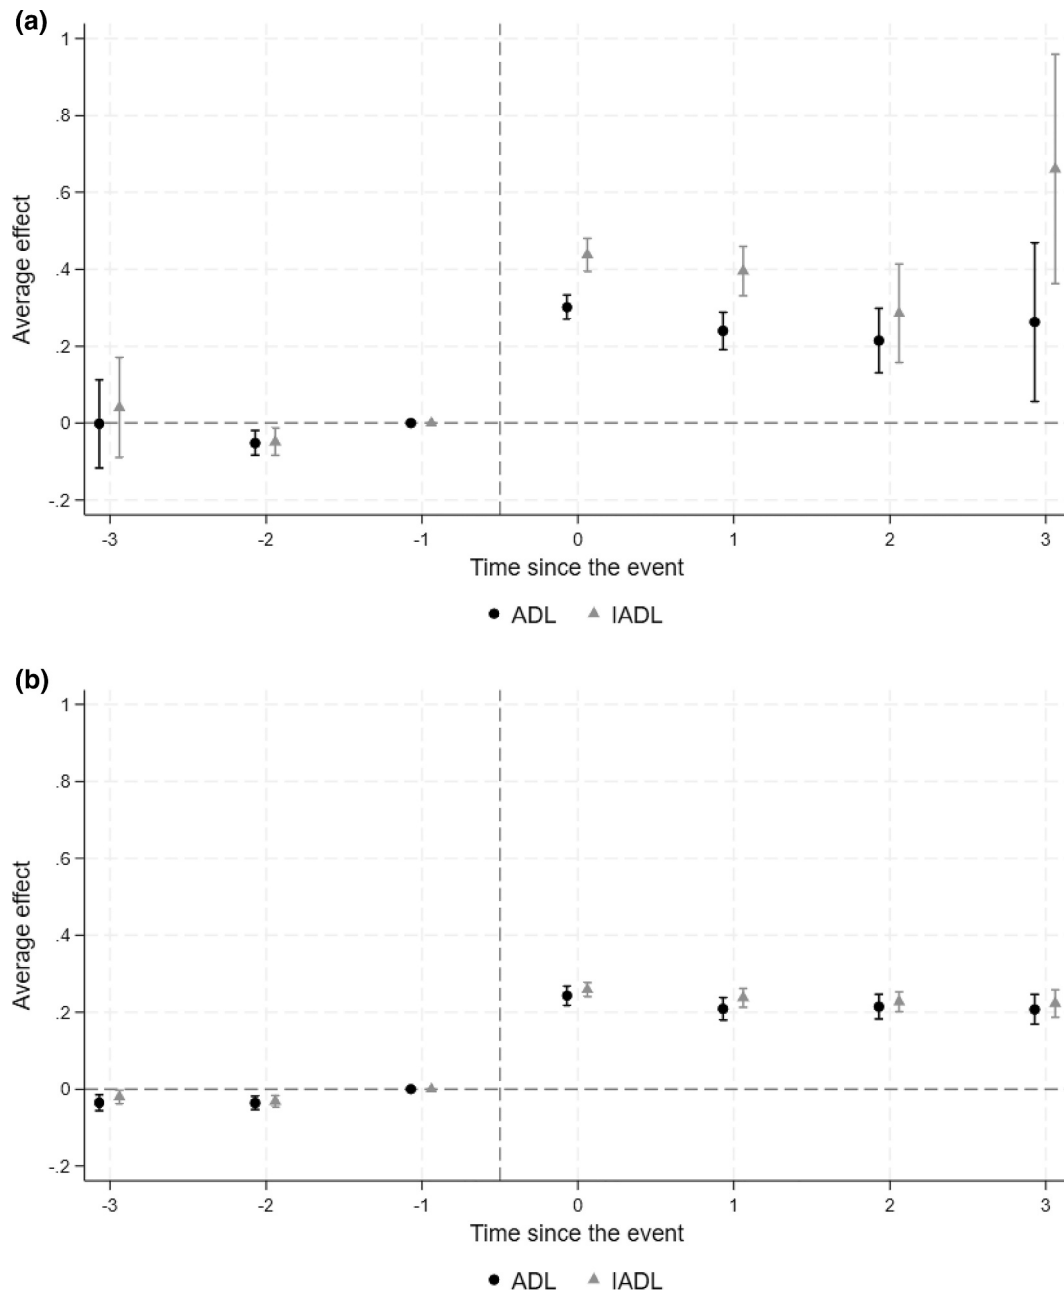 (a)
1
.8
.6
.4
.2
0
-.2
Average effect
-3 -2 -1 0 1 2 3
Time since the event
ADL IADL
(b)
1
.8
.6
.4
.2
0
-.2
Average effect
-3 -2 -1 0 1 2 3
Time since the event
ADL IADL